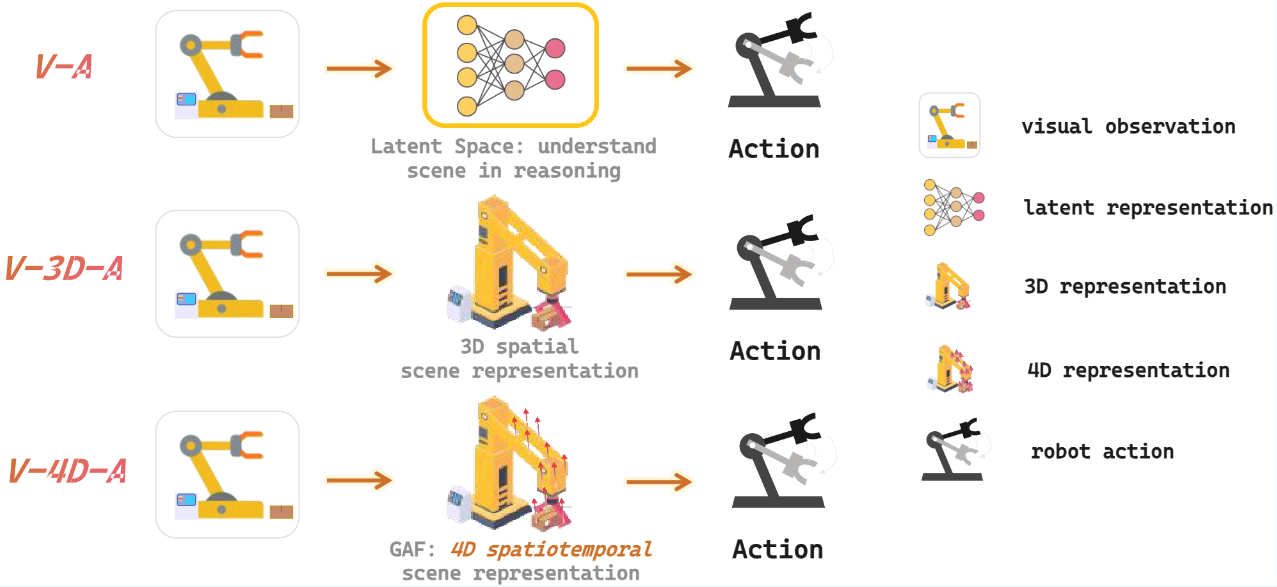 V-A
Latent Space: understand
scene in reasoning
Action
V-3D-A
3D spatial
scene representation
Action
V-4D-A
GAF: 4D spatiotemporal
scene representation
Action
visual observation
latent representation
3D representation
4D representation
robot action